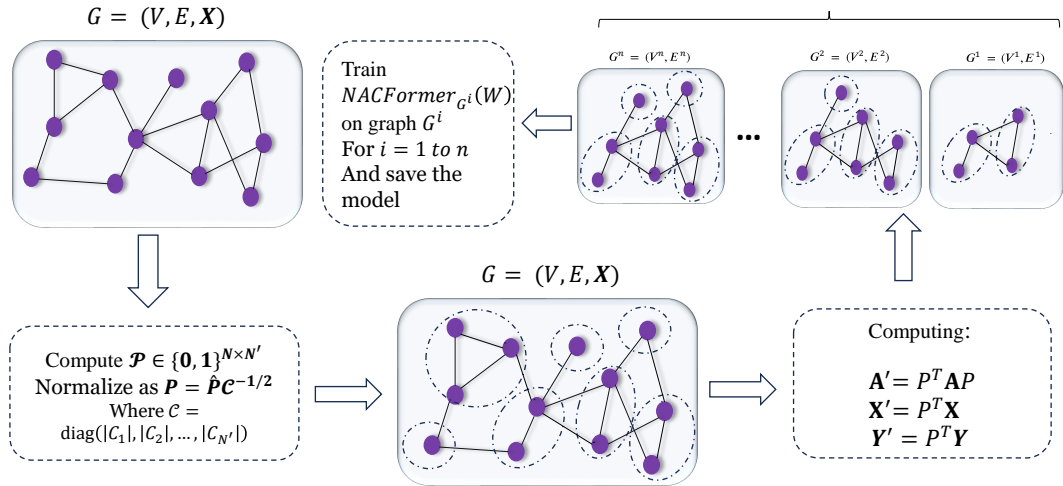 G = (V, E, X)
Train
NACFormer_{G^i}(W)
on graph G^i
For i = 1 to n
And save the
model
G^n = (V^n, E^n)
...
G^2 = (V^2, E^2)
G^1 = (V^1, E^1)
Compute 𝒫 ∈ {0, 1}^{N×N′}
Normalize as P = P̂𝒞^{−1/2}
Where 𝒞 =
diag(|C_1|, |C_2|, … , |C_{N′}|)
G = (V, E, X)
Computing:
A′ = P^T AP
X′ = P^T X
Y′ = P^T Y